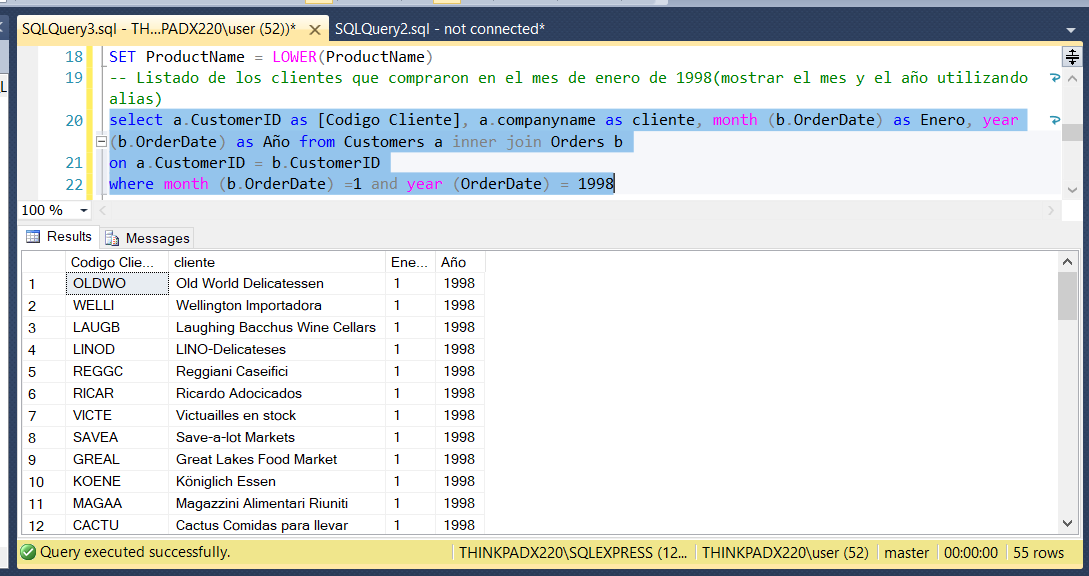 SQLQuery3.sql - TH...PADX220\user (52))* SQLQuery2.sql - not connected*
18 SET ProductName = LOWER(ProductName)
19 -- Listado de los clientes que compraron en el mes de enero de 1998(mostrar el mes y el año utilizando
alias)
20 select a.CustomerID as [Codigo Cliente], a.companyname as cliente, month (b.OrderDate) as Enero, year
(b.OrderDate) as Año from Customers a inner join Orders b
21 on a.CustomerID = b.CustomerID
22 where month (b.OrderDate) =1 and year (OrderDate) = 1998
100 %
Results Messages
Codigo Clie... cliente Ene... Año
1 OLDWO Old World Delicatessen 1 1998
2 WELLI Wellington Importadora 1 1998
3 LAUGB Laughing Bacchus Wine Cellars 1 1998
4 LINOD LINO-Delicateses 1 1998
5 REGGC Reggiani Caseifici 1 1998
6 RICAR Ricardo Adocicados 1 1998
7 VICTE Victuailles en stock 1 1998
8 SAVEA Save-a-lot Markets 1 1998
9 GREAL Great Lakes Food Market 1 1998
10 KOENE Königlich Essen 1 1998
11 MAGAA Magazzini Alimentari Riuniti 1 1998
12 CACTU Cactus Comidas para llevar 1 1998
Query executed successfully. THINKPADX220\SQLEXPRESS (12... THINKPADX220\user (52) master 00:00:00 55 rows